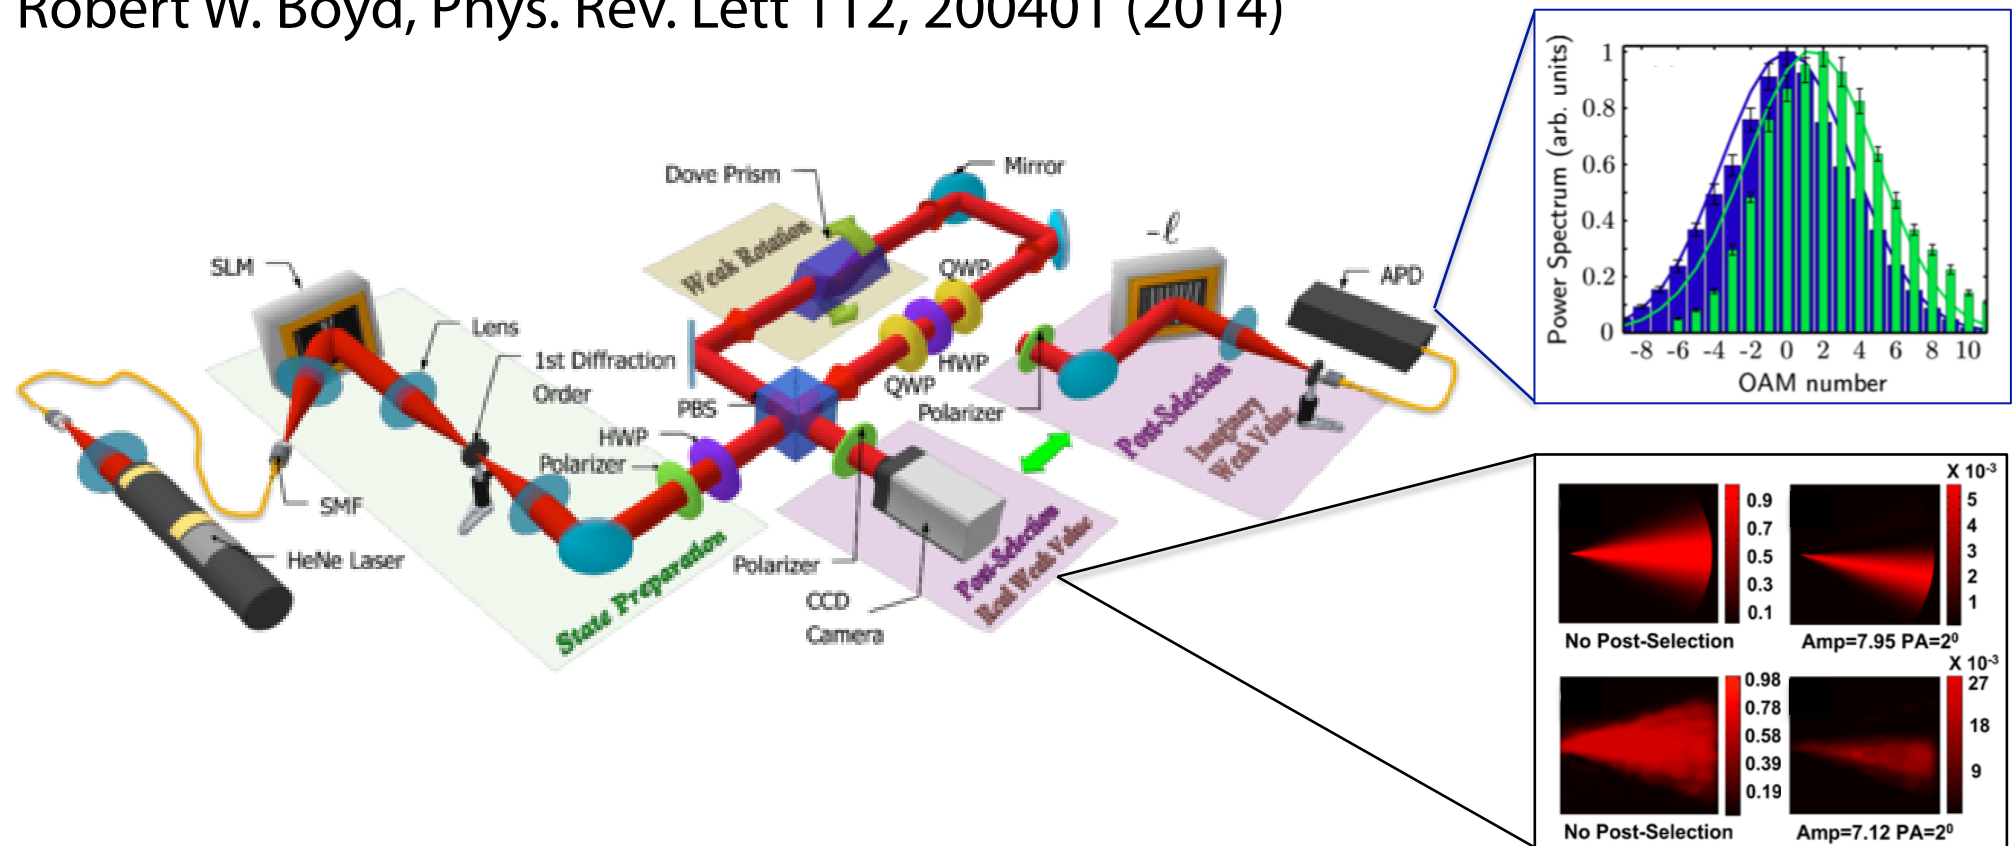 Robert W. Boyd, Phys. Rev. Lett 112, 200401 (2014)
Dove Prism
Mirror
Weak Rotation
SLM
Lens
1st Diffraction
Order
QWP
HWP
QWP
PBS
HWP
Polarizer
SMF
HeNe Laser
State Preparation
Polarizer
CCD
Camera
Post-Selection
Real Weak Value
-ℓ
APD
Polarizer
Post-Selection
Imaginary
Weak Value
Power Spectrum (arb. units)
1
0.8
0.6
0.4
0.2
0
-8 -6 -4 -2 0 2 4 6 8 10
OAM number
0.9
0.7
0.5
0.3
0.1
No Post-Selection
X 10⁻³
5
4
3
2
1
Amp=7.95 PA=2⁰
0.98
0.78
0.58
0.39
0.19
No Post-Selection
X 10⁻³
27
18
9
Amp=7.12 PA=2⁰